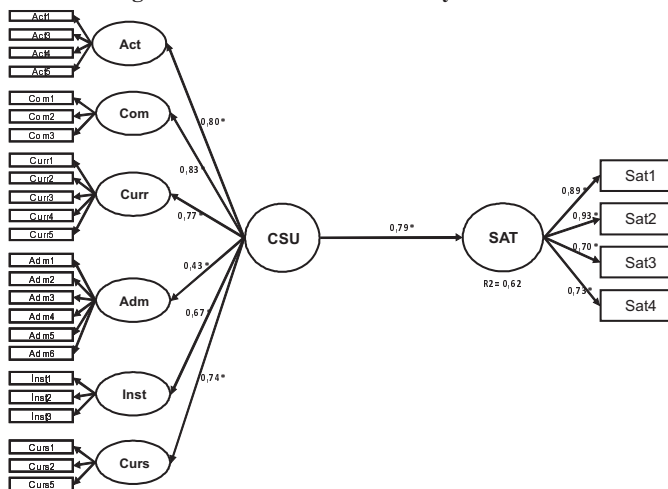 Act1
Act3
Act4
Act5
Act
Com1
Com2
Com3
Com
Curr1
Curr2
Curr3
Curr4
Curr5
Curr
Adm1
Adm2
Adm3
Adm4
Adm5
Adm6
Adm
Inst1
Inst2
Inst3
Inst
Curs1
Curs2
Curs5
Curs
0,80*
0,83*
0,77*
0,43*
0,67*
0,74*
CSU
0,79*
SAT
R2= 0,62
0,89*
0,93*
0,70*
0,73*
Sat1
Sat2
Sat3
Sat4